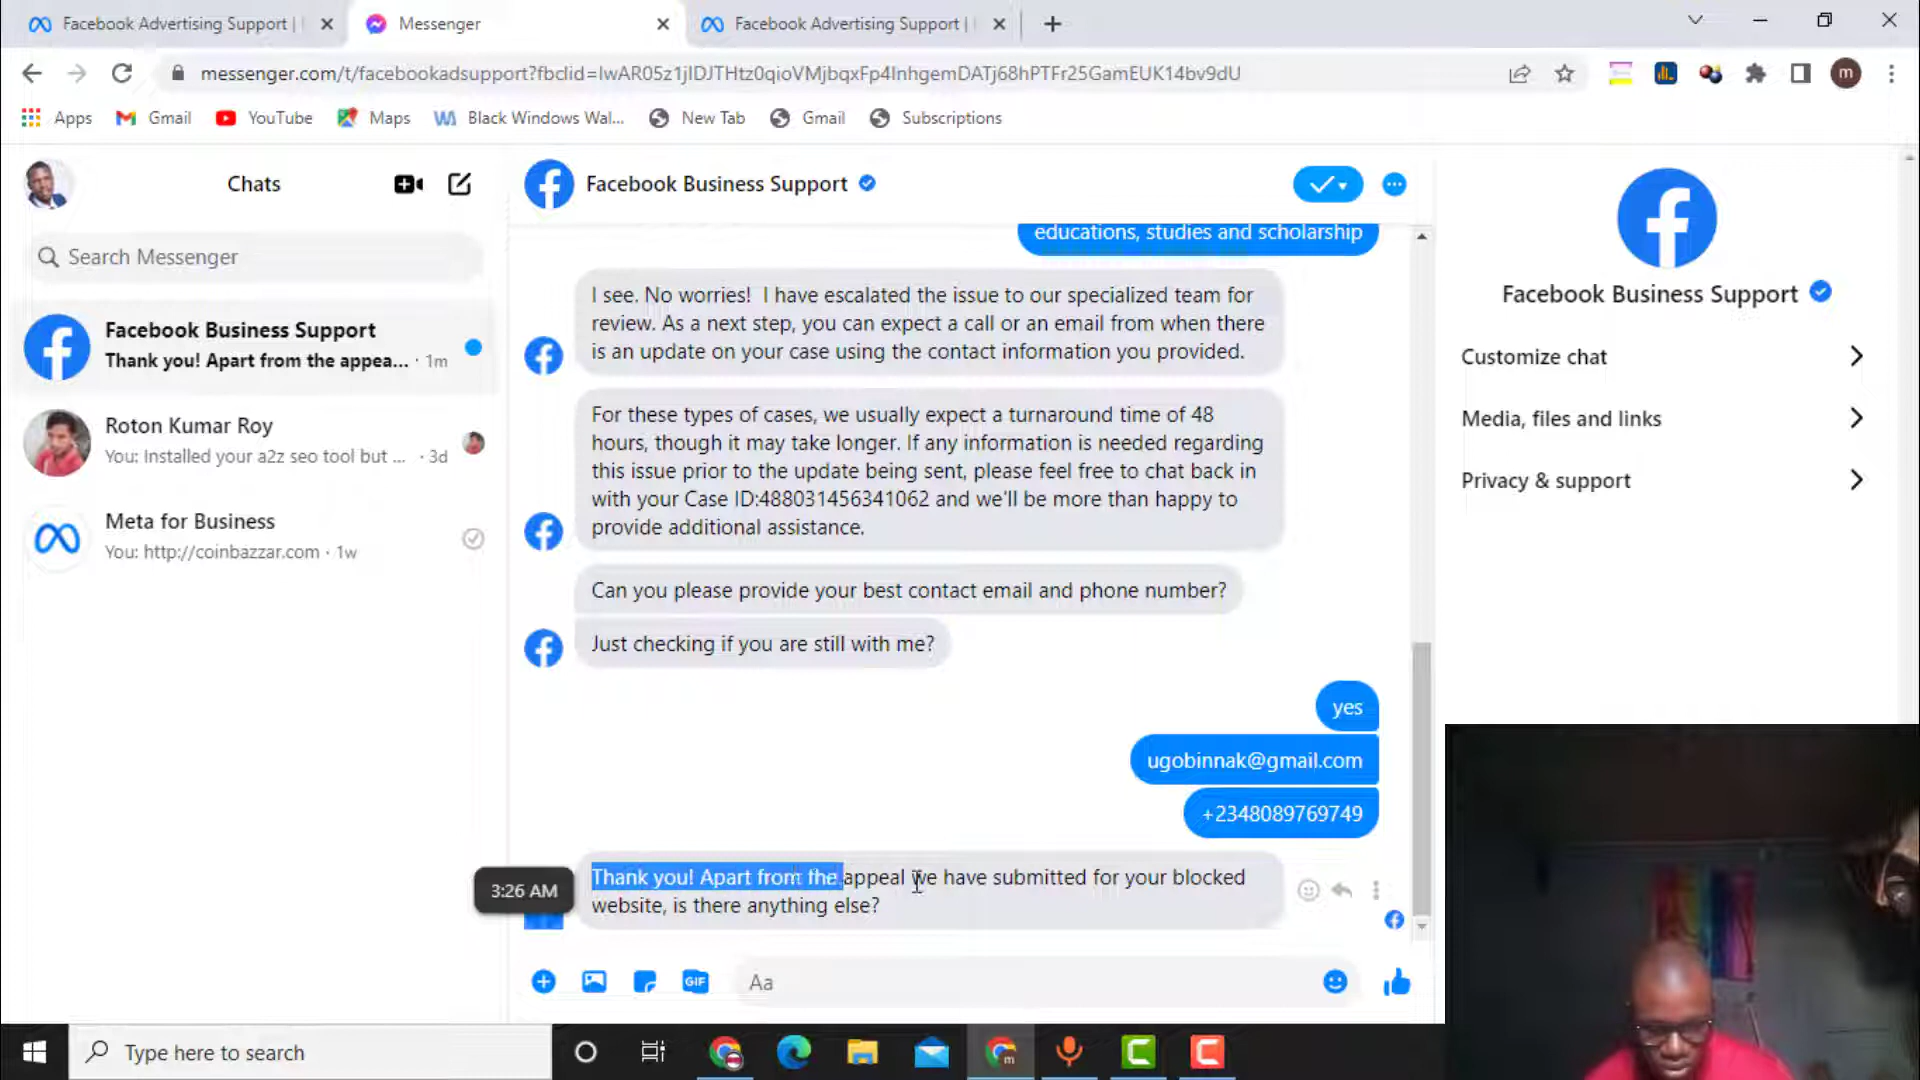 Facebook Advertising Support |
Messenger
Facebook Advertising Support |
messenger.com/t/facebookadsupport?fbclid=IwAR05z1jlDJTHtz0qioVMjbqxFp4InhgemDATj68hPTFr25GamEUK14bv9dU
m
Apps
Gmail
YouTube
Maps
Black Windows Wal...
New Tab
Gmail
Subscriptions
Chats
Search Messenger
Facebook Business Support
Thank you! Apart from the appea... · 1m
Roton Kumar Roy
You: Installed your a2z seo tool but ... · 3d
Meta for Business
You: http://coinbazzar.com · 1w
Facebook Business Support
educations, studies and scholarship
I see. No worries!  I have escalated the issue to our specialized team for
review. As a next step, you can expect a call or an email from when there
is an update on your case using the contact information you provided.
For these types of cases, we usually expect a turnaround time of 48
hours, though it may take longer. If any information is needed regarding
this issue prior to the update being sent, please feel free to chat back in
with your Case ID:488031456341062 and we'll be more than happy to
provide additional assistance.
Can you please provide your best contact email and phone number?
Just checking if you are still with me?
yes
ugobinnak@gmail.com
+2348089769749
3:26 AM
Thank you! Apart from the appeal we have submitted for your blocked
website, is there anything else?
GIF
Aa
Facebook Business Support
Customize chat
Media, files and links
Privacy & support
Type here to search